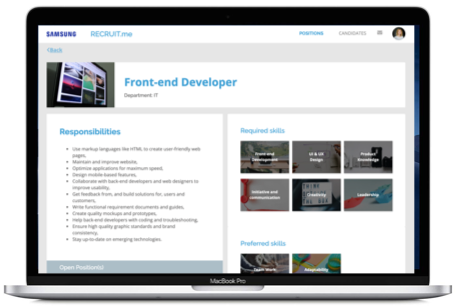 SAMSUNG RECRUIT.me POSITIONS CANDIDATES
<Back
Front-end Developer
Department: IT
Responsibilities
• Use markup languages like HTML to create user-friendly web
pages,
• Maintain and improve website,
• Optimize applications for maximum speed,
• Design mobile-based features,
• Collaborate with back-end developers and web designers to
improve usability,
• Get feedback from, and build solutions for, users and
customers,
• Write functional requirement documents and guides,
• Create quality mockups and prototypes,
• Help back-end developers with coding and troubleshooting,
• Ensure high quality graphic standards and brand
consistency,
• Stay up-to-date on emerging technologies.
Open Position(s)
Required skills
Front-end
Development
UI & UX
Design
Product
Knowledge
Initiative and
communication
Creativity
Leadership
Preferred skills
Team Work
Adaptability
MacBook Pro